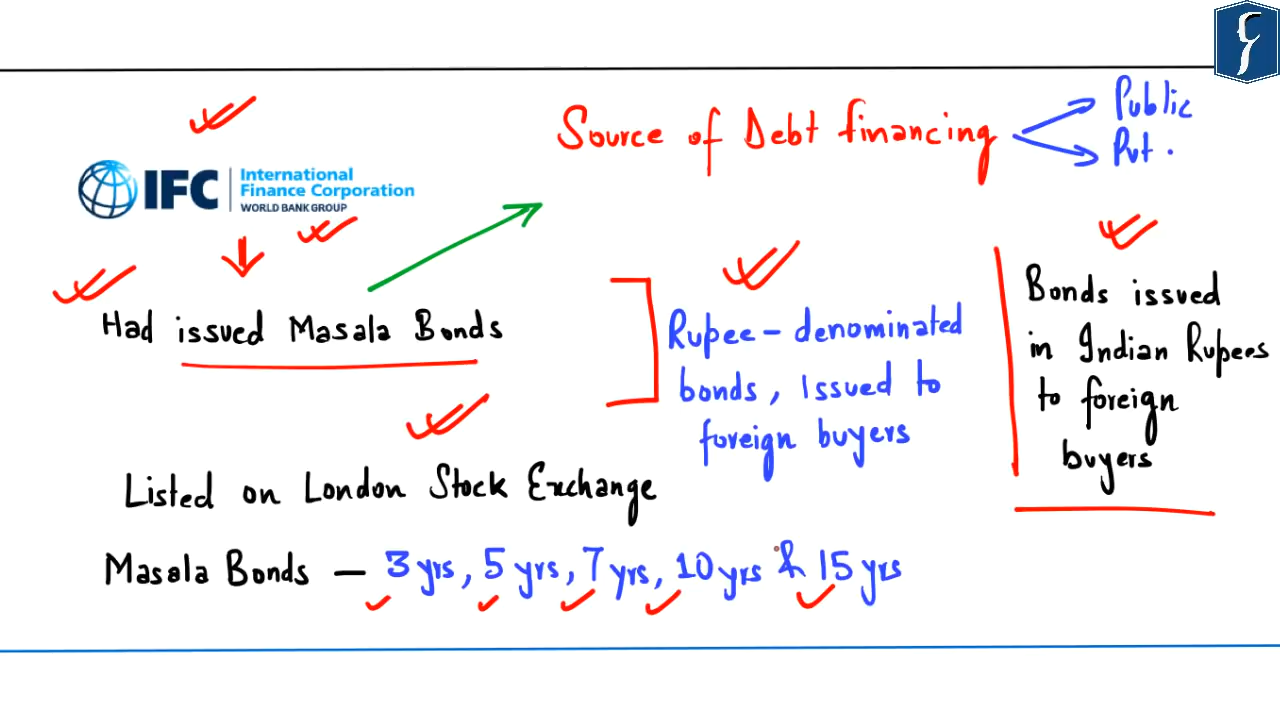 Source of Debt financing
Public
Pvt.
IFC
International
Finance Corporation
WORLD BANK GROUP
Had issued Masala Bonds
Rupee-denominated
bonds, issued to
foreign buyers
Bonds issued
in Indian Rupees
to foreign
buyers
Listed on London Stock Exchange
Masala Bonds — 3 yrs, 5 yrs, 7 yrs, 10 yrs & 15 yrs